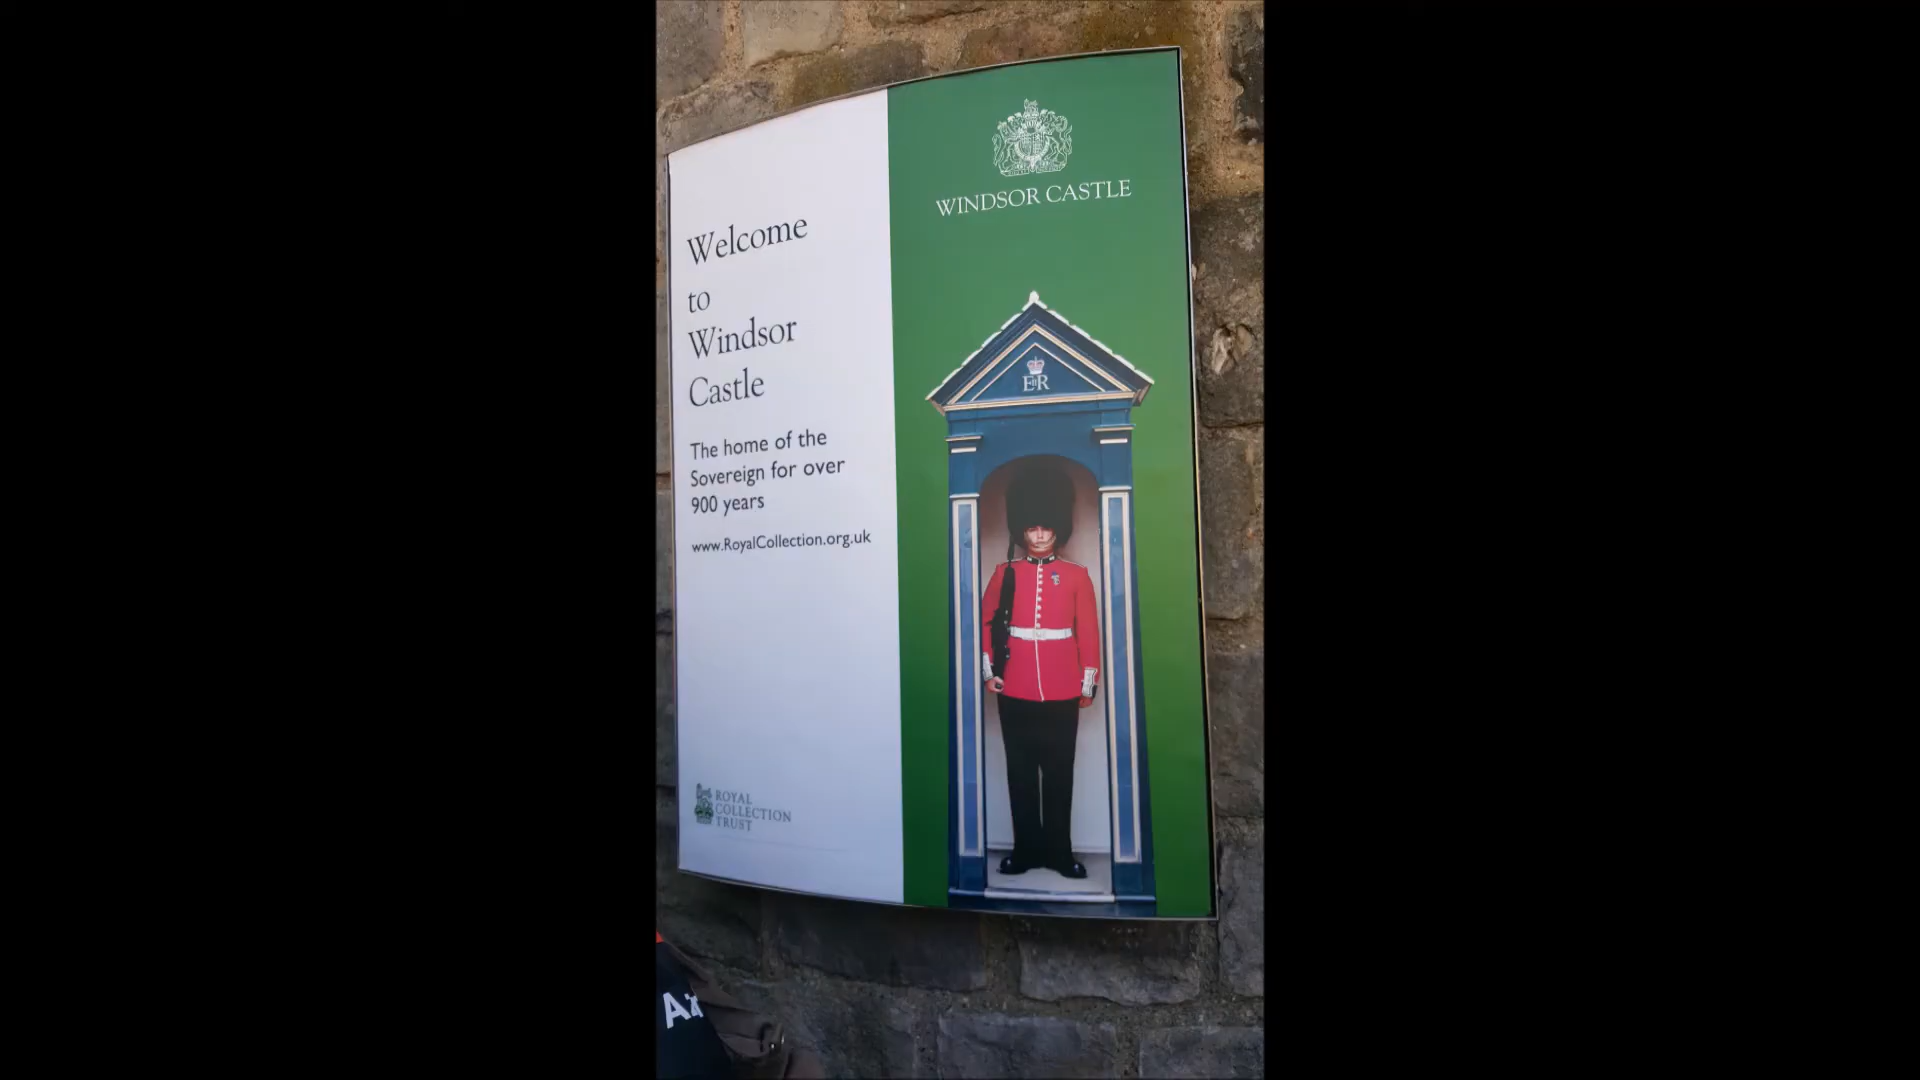 Welcome
to
Windsor
Castle
The home of the
Sovereign for over
900 years
www.RoyalCollection.org.uk
ROYAL
COLLECTION
TRUST
WINDSOR CASTLE
EIIR